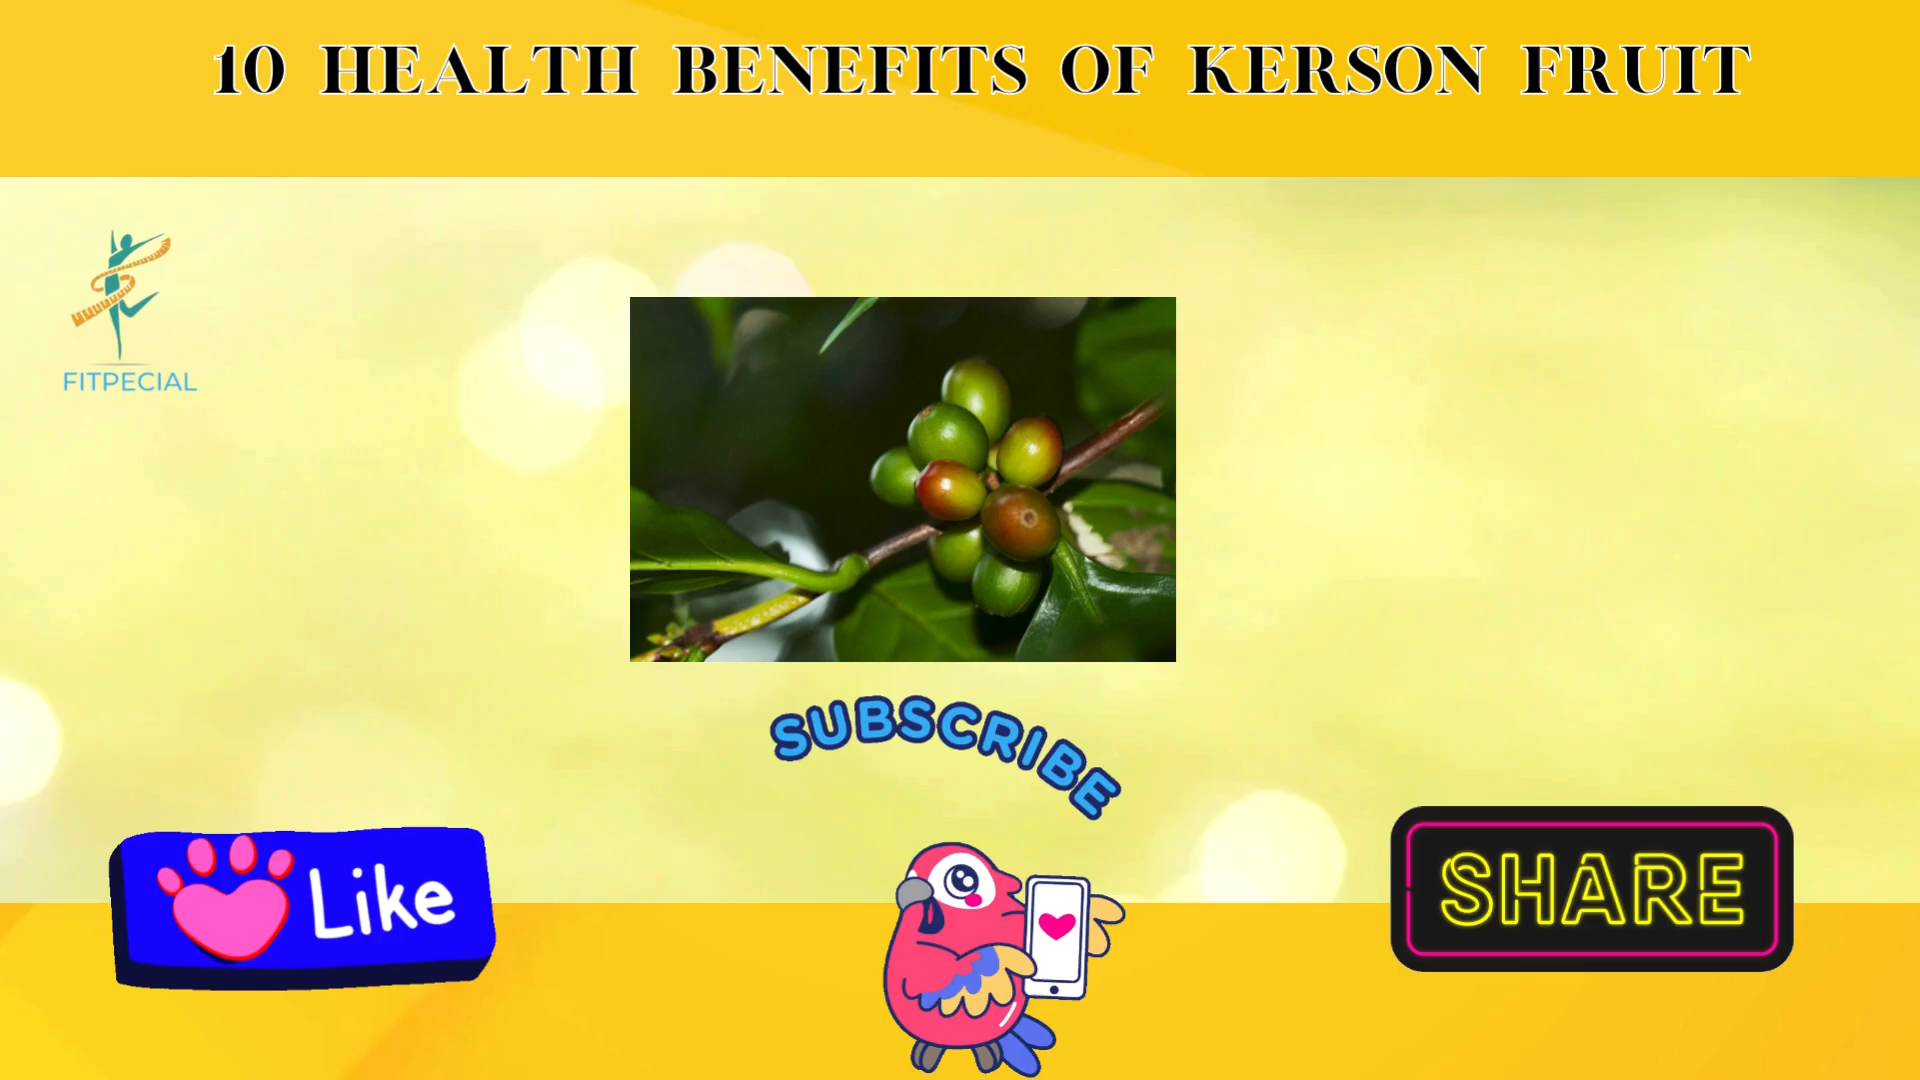 10 HEALTH BENEFITS OF KERSON FRUIT
FITPECIAL
SUBSCRIBE
Like
SHARE